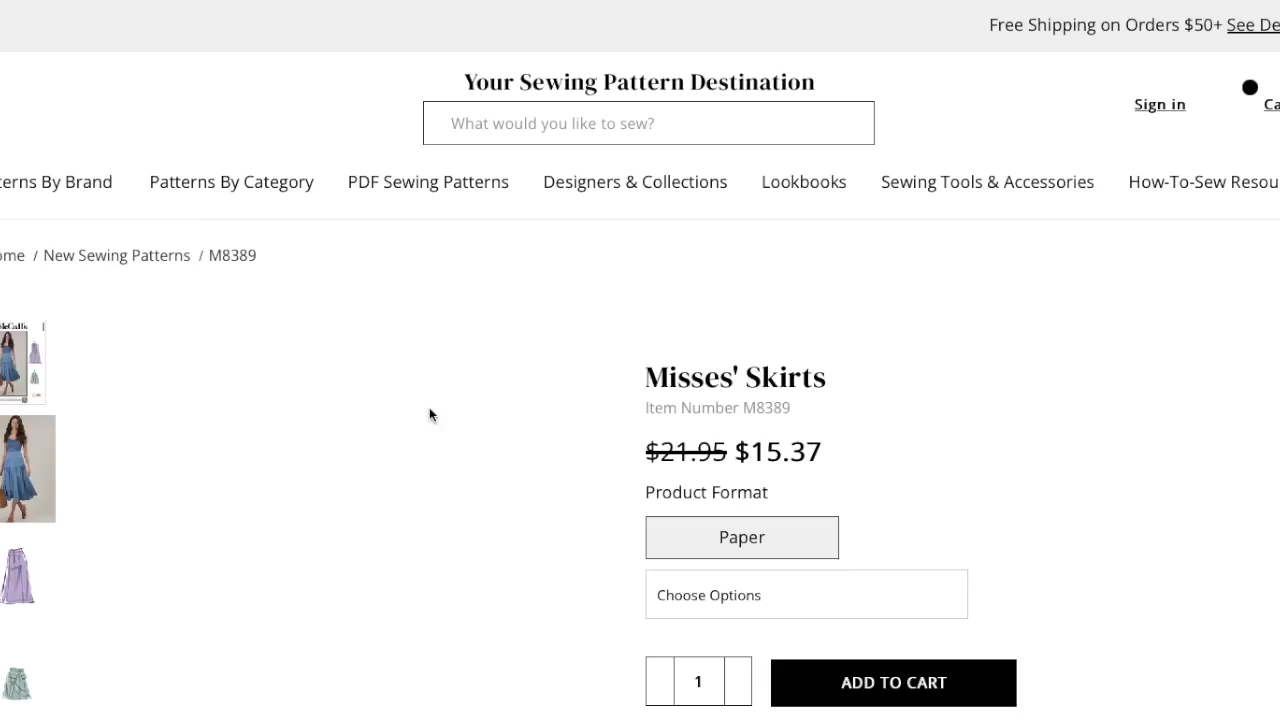 Free Shipping on Orders $50+ See De
Your Sewing Pattern Destination
What would you like to sew?
Sign in
Ca
terns By Brand Patterns By Category PDF Sewing Patterns Designers & Collections Lookbooks Sewing Tools & Accessories How-To-Sew Resou
ome / New Sewing Patterns / M8389
Misses' Skirts
Item Number M8389
$21.95 $15.37
Product Format
Paper
Choose Options
1
ADD TO CART